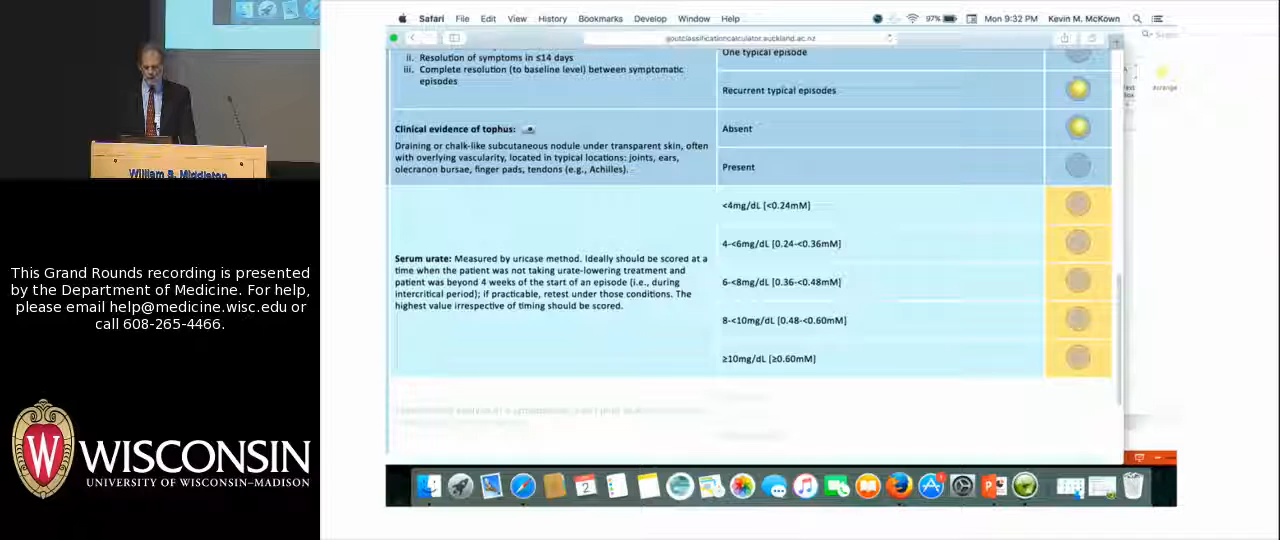 William S. Middleton
This Grand Rounds recording is presented
by the Department of Medicine. For help,
please email help@medicine.wisc.edu or
call 608-265-4466.
W
WISCONSIN
UNIVERSITY OF WISCONSIN–MADISON
Safari File Edit View History Bookmarks Develop Window Help
97% Mon 9:32 PM Kevin M. McKown
goutclassificationcalculator.auckland.ac.nz
ii. Resolution of symptoms in ≤14 days
iii. Complete resolution (to baseline level) between symptomatic
episodes
One typical episode
Recurrent typical episodes
Clinical evidence of tophus:
Draining or chalk-like subcutaneous nodule under transparent skin, often
with overlying vascularity, located in typical locations: joints, ears,
olecranon bursae, finger pads, tendons (e.g., Achilles).
Absent
Present
Serum urate: Measured by uricase method. Ideally should be scored at a
time when the patient was not taking urate-lowering treatment and
patient was beyond 4 weeks of the start of an episode (i.e., during
intercritical period); if practicable, retest under those conditions. The
highest value irrespective of timing should be scored.
<4mg/dL [<0.24mM]
4-<6mg/dL [0.24-<0.36mM]
6-<8mg/dL [0.36-<0.48mM]
8-<10mg/dL [0.48-<0.60mM]
≥10mg/dL [≥0.60mM]
Arrange
2